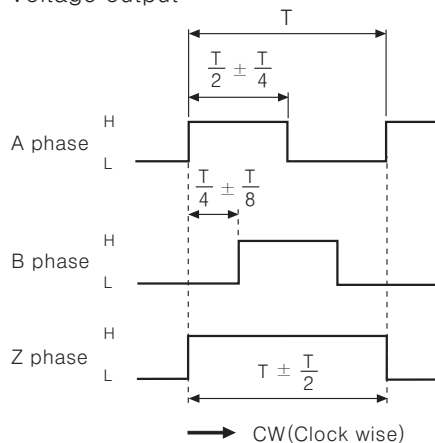 Voltage output
T
T/2 ± T/4
A phase H
L
T/4 ± T/8
B phase H
L
Z phase H
L
T ± T/2
CW(Clock wise)